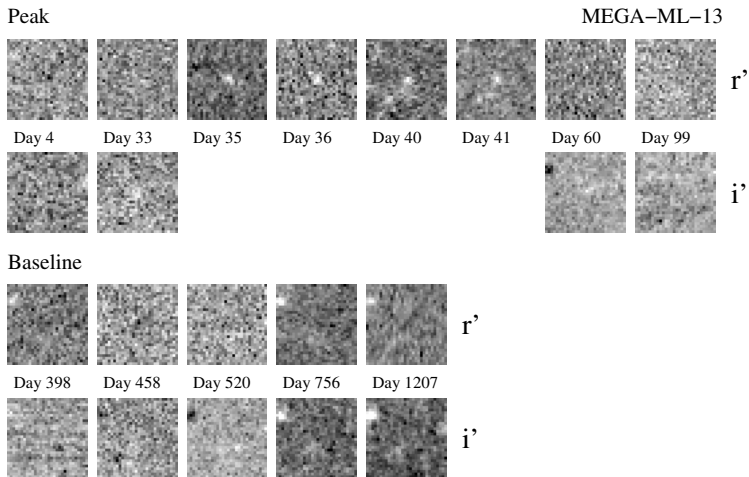 Peak MEGA−ML−13
r’
Day 4 Day 33 Day 35 Day 36 Day 40 Day 41 Day 60 Day 99
i’
Baseline
r’
Day 398 Day 458 Day 520 Day 756 Day 1207
i’